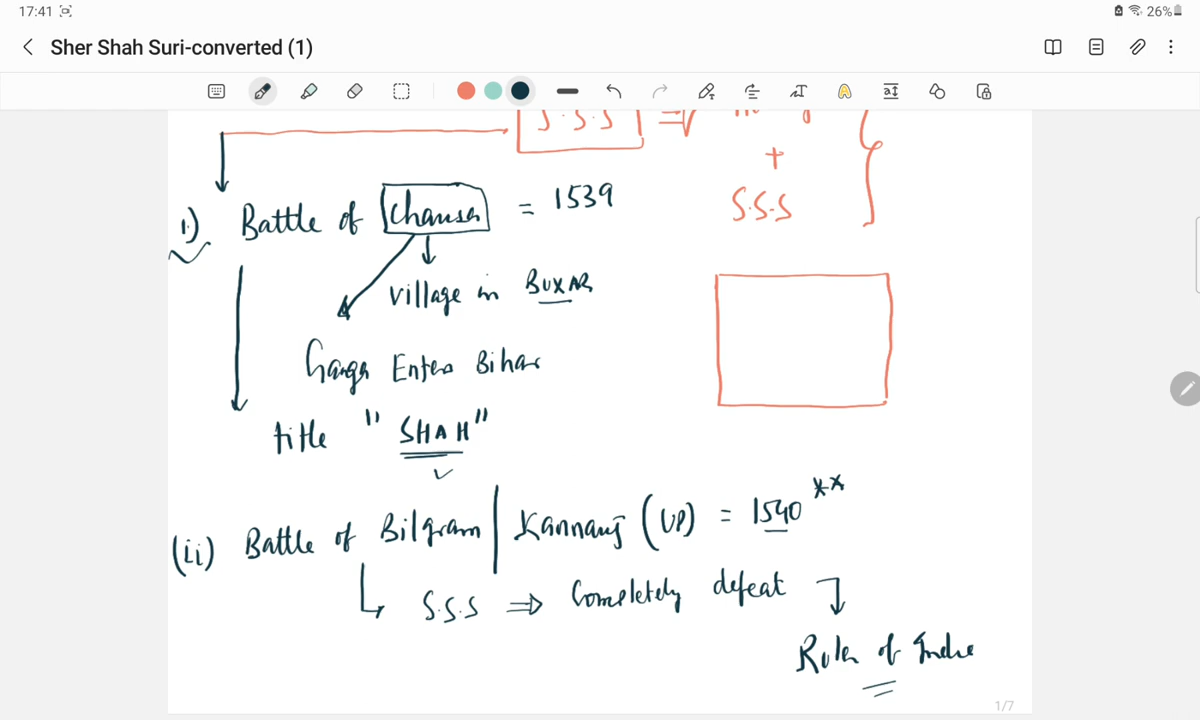 17:41 26%
Sher Shah Suri-converted (1)
S.S.S ⇒
+
S.S.S
1.) Battle of Chausa = 1539
Village in BUXAR
Ganga Enters Bihar
title "SHAH"
(ii) Battle of Bilgram | Kannauj (UP) = 1540 **
S.S.S ⇒ Completely defeat
Ruler of India
1/7